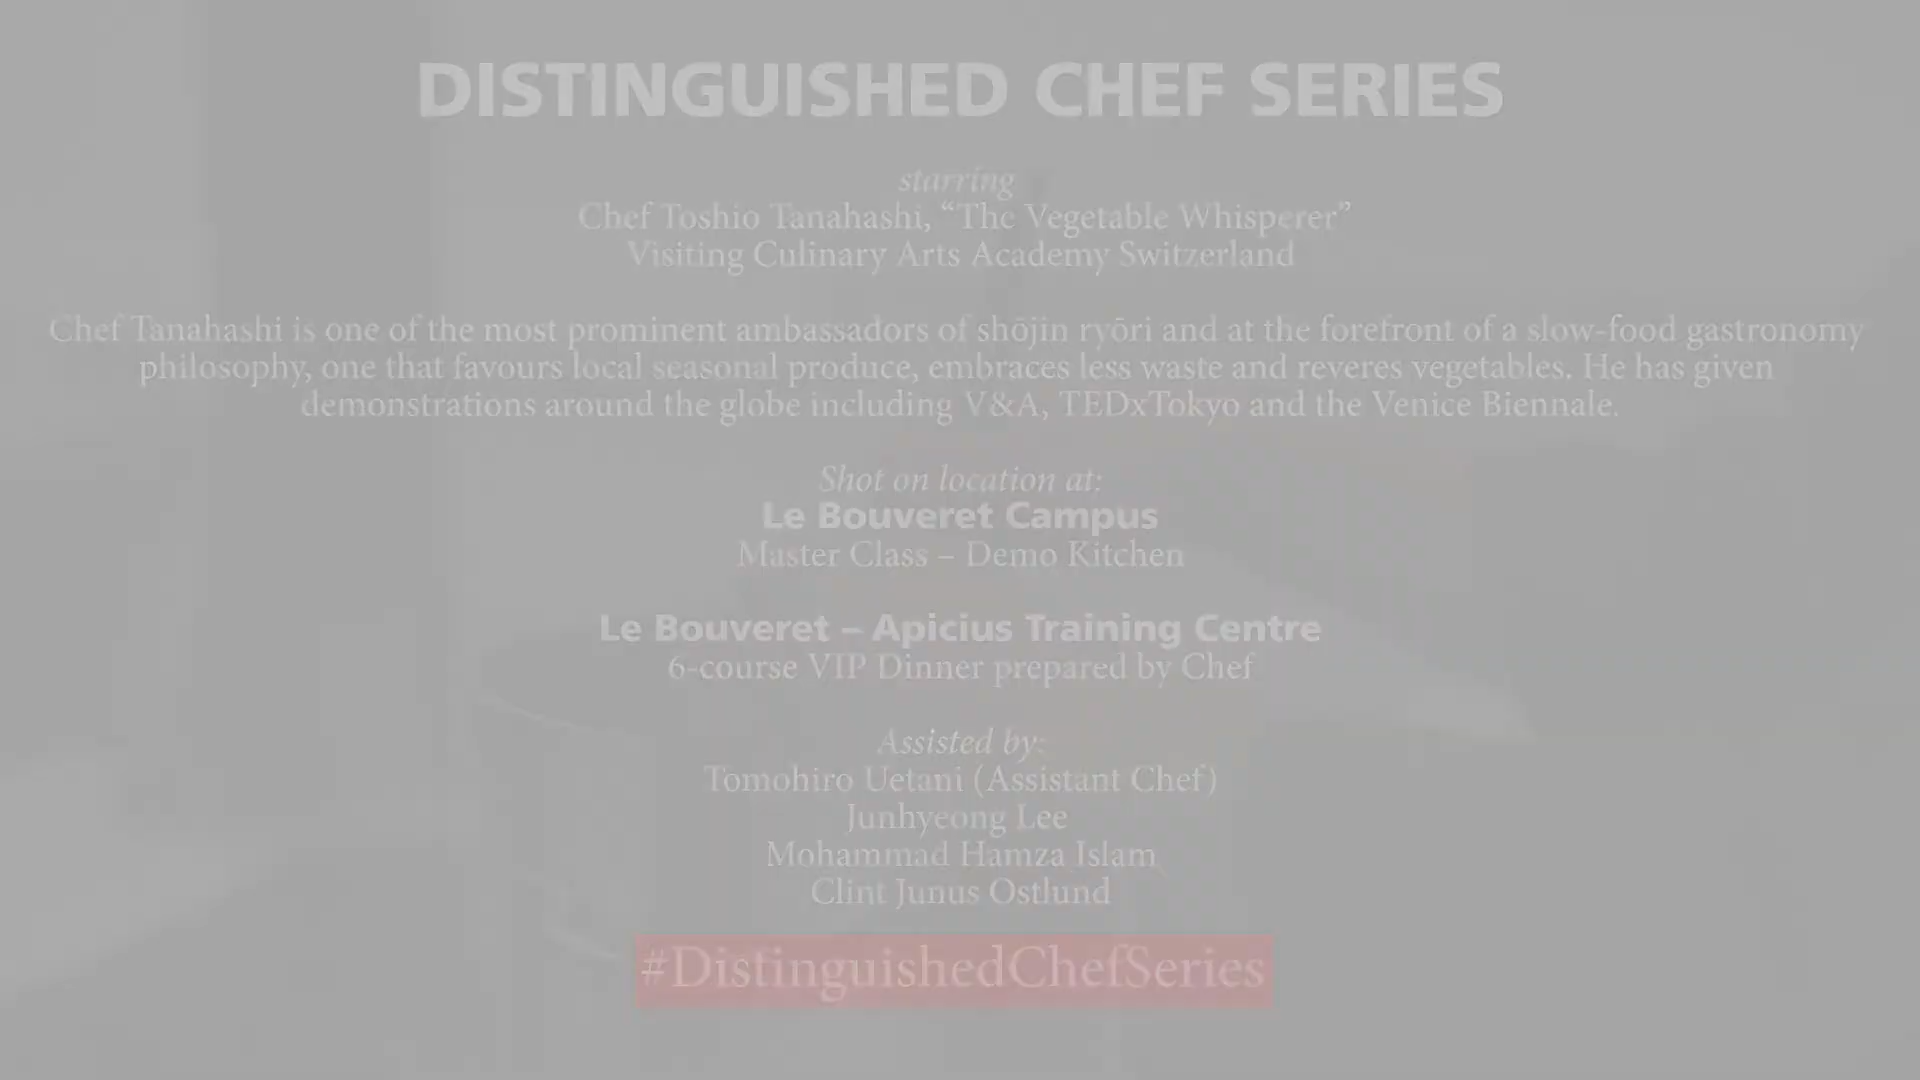 DISTINGUISHED CHEF SERIES
starring
Chef Toshio Tanahashi, “The Vegetable Whisperer”
Visiting Culinary Arts Academy Switzerland
Chef Tanahashi is one of the most prominent ambassadors of shōjin ryōri and at the forefront of a slow-food gastronomy
philosophy, one that favours local seasonal produce, embraces less waste and reveres vegetables. He has given
demonstrations around the globe including V&A, TEDxTokyo and the Venice Biennale.
Shot on location at:
Le Bouveret Campus
Master Class – Demo Kitchen
Le Bouveret – Apicius Training Centre
6-course VIP Dinner prepared by Chef
Assisted by:
Tomohiro Uetani (Assistant Chef)
Junhyeong Lee
Mohammad Hamza Islam
Clint Junus Ostlund
#DistinguishedChefSeries